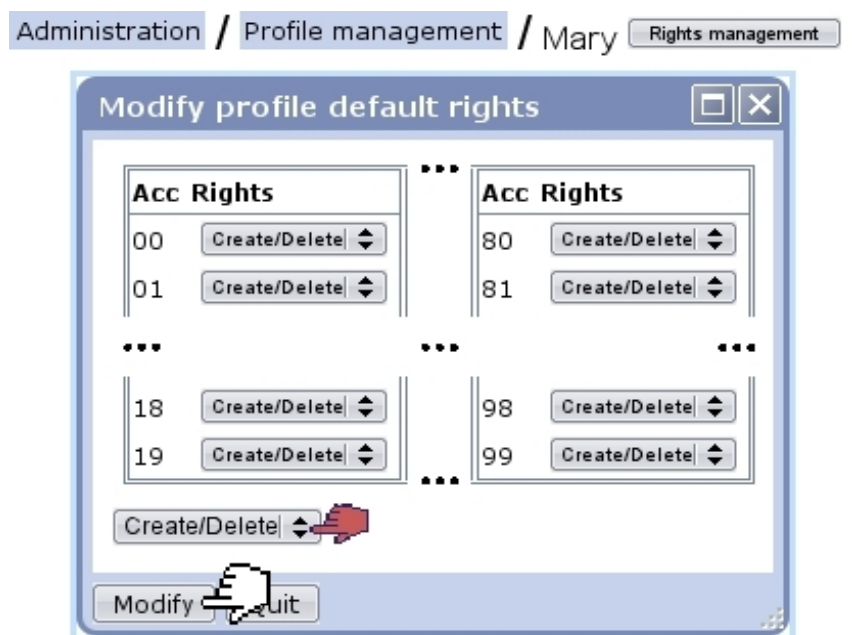 Administration / Profile management / Mary Rights management
Modify profile default rights
Acc Rights ... Acc Rights
00 Create/Delete 80 Create/Delete
01 Create/Delete 81 Create/Delete
... ... ...
18 Create/Delete 98 Create/Delete
19 Create/Delete 99 Create/Delete
...
Create/Delete
Modify